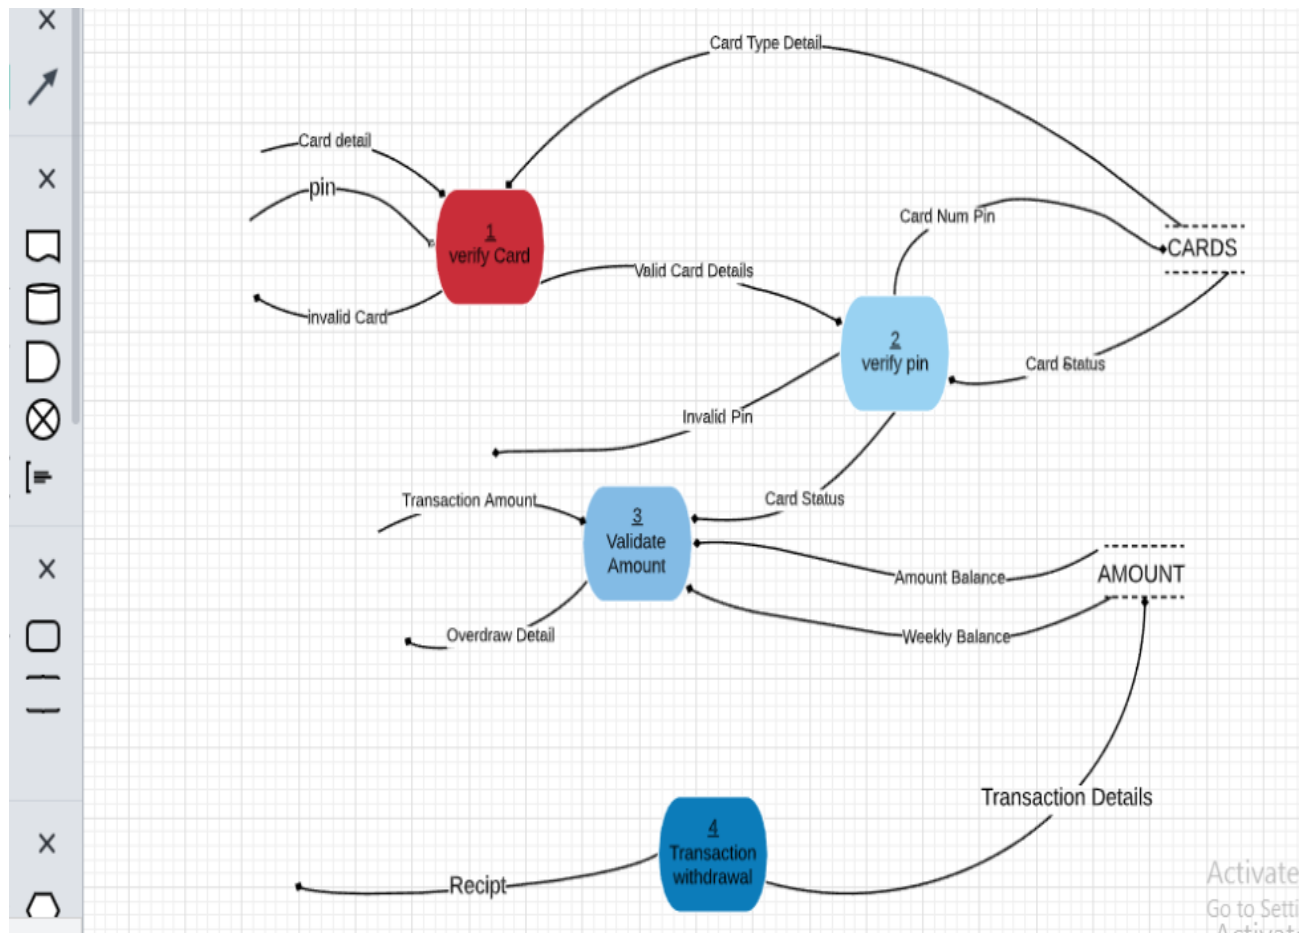 Card Type Detail
Card detail
pin
Card Num Pin
1
verify Card
CARDS
Valid Card Details
invalid Card
2
verify pin
Card Status
Invalid Pin
Transaction Amount
Card Status
3
Validate
Amount
Amount Balance
AMOUNT
Overdraw Detail
Weekly Balance
Transaction Details
4
Transaction
withdrawal
Recipt
Activate
Go to Setti
Activat